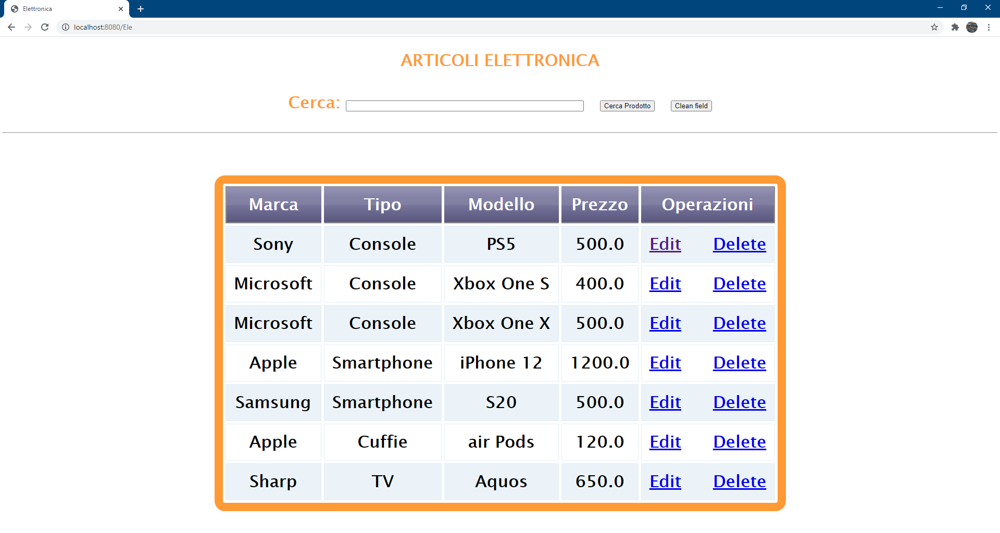 Elettronica
localhost:8080/Ele
ARTICOLI ELETTRONICA
Cerca: Cerca Prodotto Clean field
Marca Tipo Modello Prezzo Operazioni
Sony Console PS5 500.0 Edit Delete
Microsoft Console Xbox One S 400.0 Edit Delete
Microsoft Console Xbox One X 500.0 Edit Delete
Apple Smartphone iPhone 12 1200.0 Edit Delete
Samsung Smartphone S20 500.0 Edit Delete
Apple Cuffie air Pods 120.0 Edit Delete
Sharp TV Aquos 650.0 Edit Delete